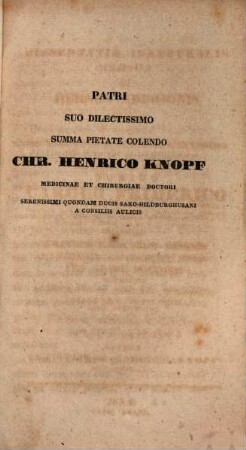 PATRI
SUO DILECTISSIMO
SUMMA PIETATE COLENDO
CHR. HENRICO KNOPF
MEDICINAE ET CHIRURGIAE DOCTORI
SERENISSIMI QUONDAM DUCIS SAXO-HILDBURGHUSANI
A CONSILIIS AULICIS